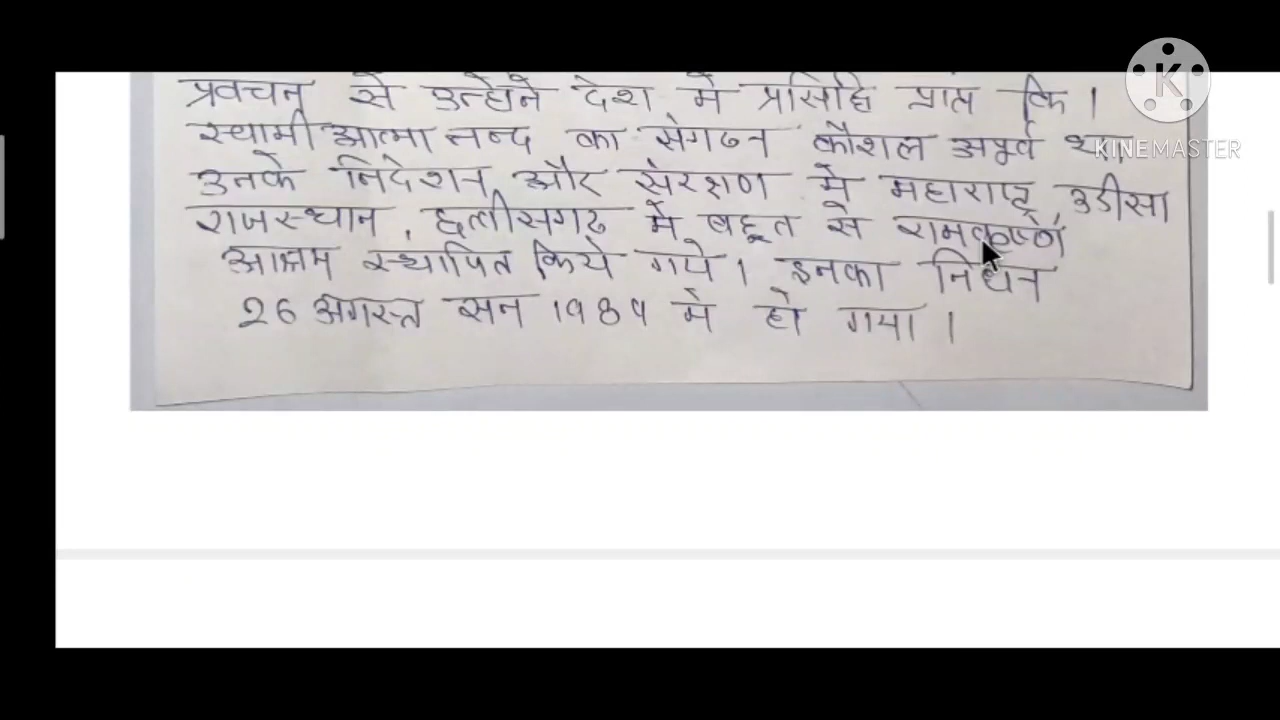 प्रवचन से उन्होने देश में प्रसिद्धि प्राप्त कि ।
स्वामी आत्मा नन्द का संगठन कौशल अपूर्व था
उनके निर्देशन और संरक्षण में महाराष्ट्र, उडीसा
राजस्थान, छत्तीसगढ में बहूत से रामकृष्ण
आश्रम स्थापित किये गये । इनका निधन
26 अगस्त सन 1989 मे हो गया ।
K
KINEMASTER